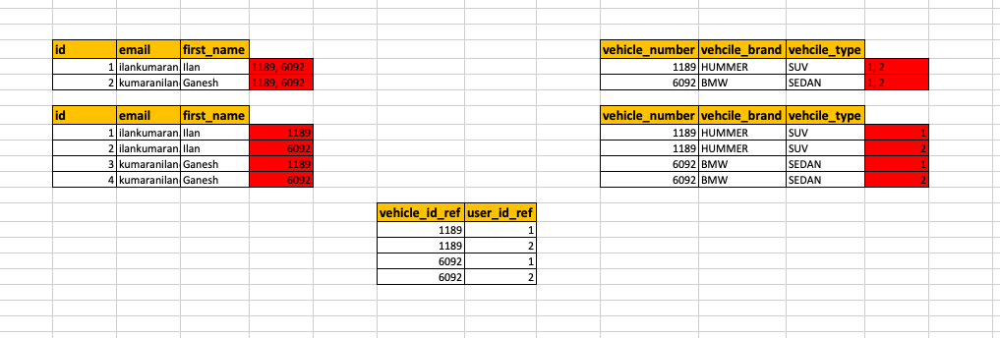 id email first_name
1 ilankumaran Ilan 1189, 6092
2 kumaranilan Ganesh 1189, 6092
vehicle_number vehcile_brand vehcile_type
1189 HUMMER SUV 1, 2
6092 BMW SEDAN 1, 2
id email first_name
1 ilankumaran Ilan 1189
2 ilankumaran Ilan 6092
3 kumaranilan Ganesh 1189
4 kumaranilan Ganesh 6092
vehicle_number vehcile_brand vehcile_type
1189 HUMMER SUV 1
1189 HUMMER SUV 2
6092 BMW SEDAN 1
6092 BMW SEDAN 2
vehicle_id_ref user_id_ref
1189 1
1189 2
6092 1
6092 2